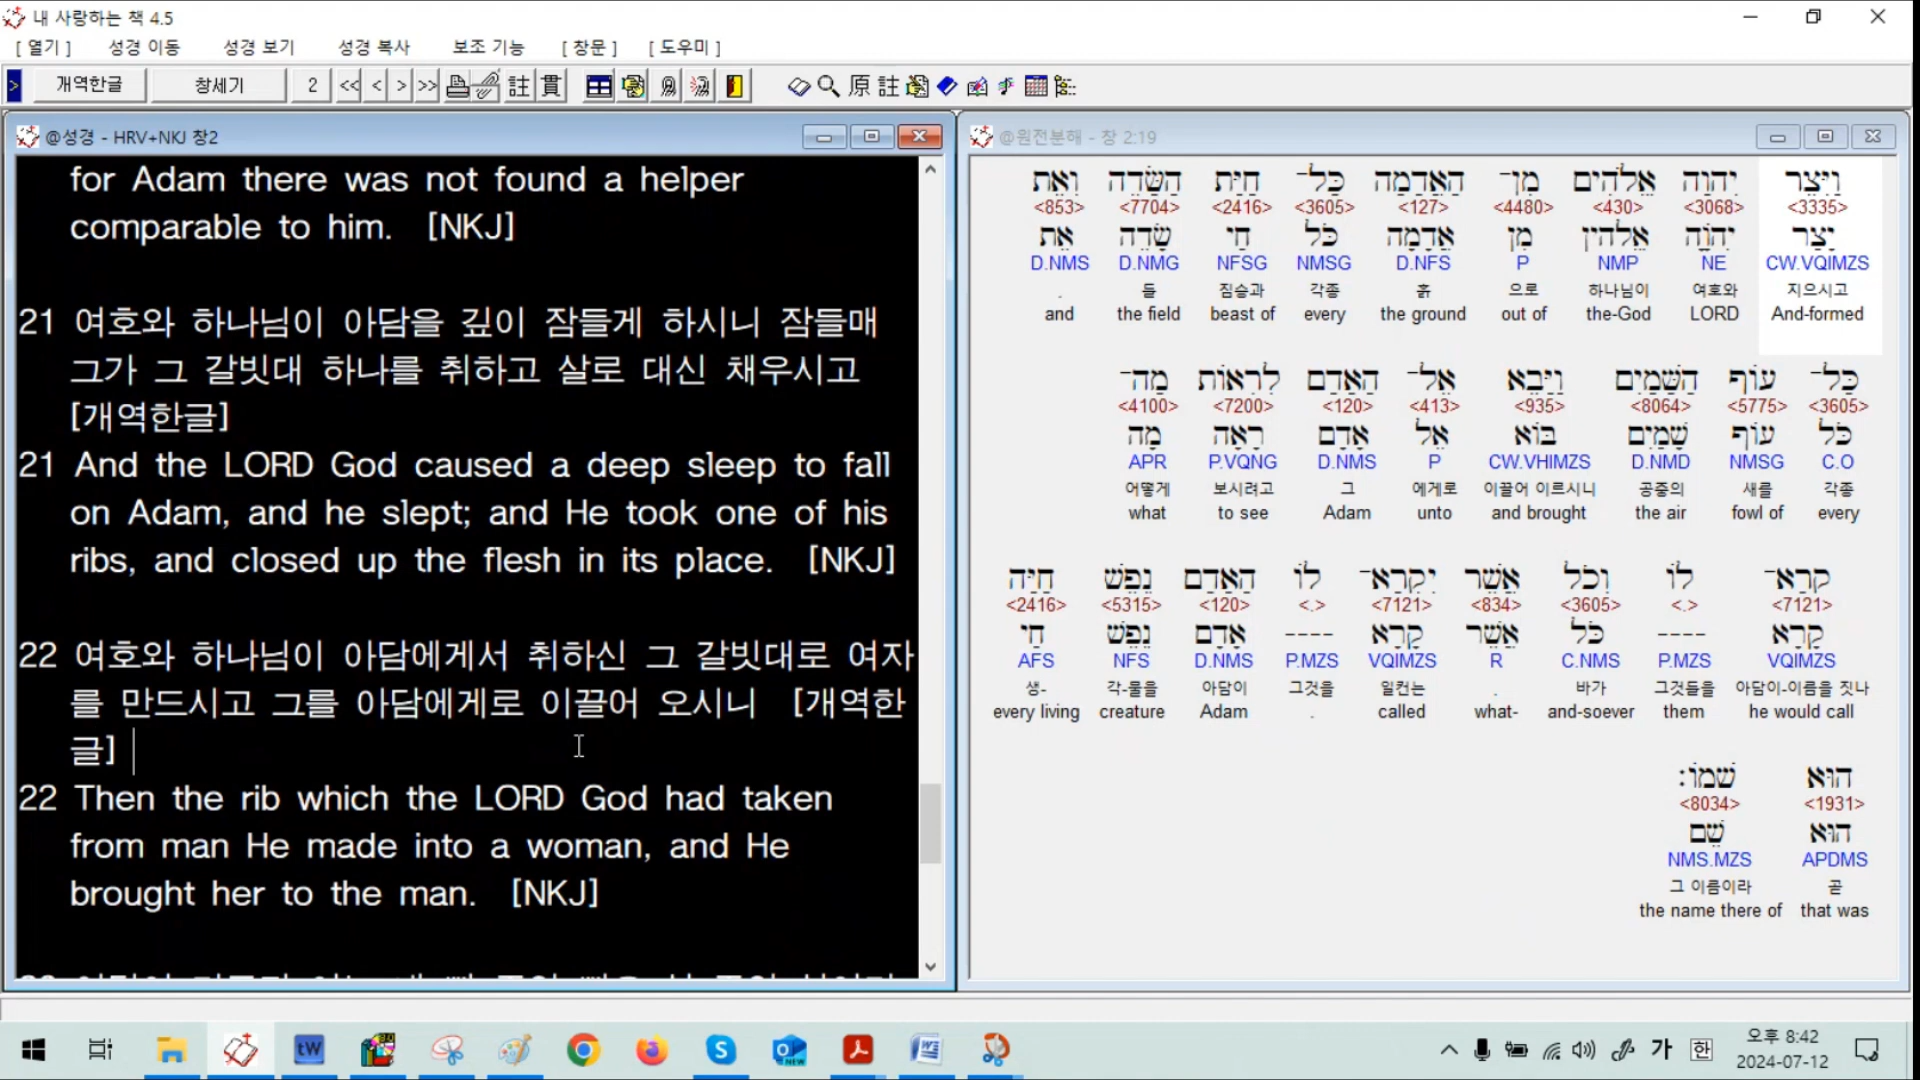 내 사랑하는 책 4.5
[ 열기 ] 성경 이동 성경 보기 성경 복사 보조 기능 [ 창문 ] [ 도우미 ]
> 개역한글 창세기 2 << < > >> 註 貫 原 註
@성경 - HRV+NKJ 창2
for Adam there was not found a helper
comparable to him. [NKJ]
21 여호와 하나님이 아담을 깊이 잠들게 하시니 잠들매
그가 그 갈빗대 하나를 취하고 살로 대신 채우시고
[개역한글]
21 And the LORD God caused a deep sleep to fall
on Adam, and he slept; and He took one of his
ribs, and closed up the flesh in its place. [NKJ]
22 여호와 하나님이 아담에게서 취하신 그 갈빗대로 여자
를 만드시고 그를 아담에게로 이끌어 오시니 [개역한
글]
22 Then the rib which the LORD God had taken
from man He made into a woman, and He
brought her to the man. [NKJ]
@원전분해 - 창 2:19
וַיִּצֶר יְהוָה אֱלֹהִים מִן־ הָאֲדָמָה כָּל־ חַיַּת הַשָּׂדֶה וְאֵת
<853> <7704> <2416> <3605> <127> <4480> <430> <3068> <3335>
יָצַר יְהוָֹה אֱלֹהִין מִן אֲדָמָה כֹּל חַי שָׂדֶה אֵת
D.NMS D.NMG NFSG NMSG D.NFS P NMP NE CW.VQIMZS
. 들 짐승과 각종 흙 으로 하나님이 여호와 지으시고
and the field beast of every the ground out of the-God LORD And-formed
כָּל־ עוֹף הַשָּׁמַיִם וַיָּבֵא אֶל־ הָאָדָם לִרְאוֹת מַה־
<4100> <7200> <120> <413> <935> <8064> <5775> <3605>
כֹּל עוֹף שָׁמַיִם בּוֹא אֶל אָדָם רָאָה מָה
APR P.VQNG D.NMS P CW.VHIMZS D.NMD NMSG C.O
어떻게 보시려고 그 에게로 이끌어 이르시니 공중의 새를 각종
what to see Adam unto and brought the air fowl of every
קְרָא־ לוֹ וְכֹל אֲשֶׁר יִקְרָא־ לוֹ הָאָדָם נֶפֶשׁ חַיָּה
<2416> <5315> <120> <.> <7121> <834> <3605> <.> <7121>
קָרָא ---- כֹּל אֲשֶׁר קָרָא ---- אָדָם נֶפֶשׁ חַי
AFS NFS D.NMS P.MZS VQIMZS R C.NMS P.MZS VQIMZS
생- 각-물을 아담이 그것을 일컫는 . 바가 그것들을 아담이-이름을 짓나
every living creature Adam . called what- and-soever them he would call
הוּא שְׁמוֹ׃
<8034> <1931>
הוּא שֵׁם
NMS.MZS APDMS
그 이름이라 곧
the name there of that was
가 한 오후 8:42
2024-07-12